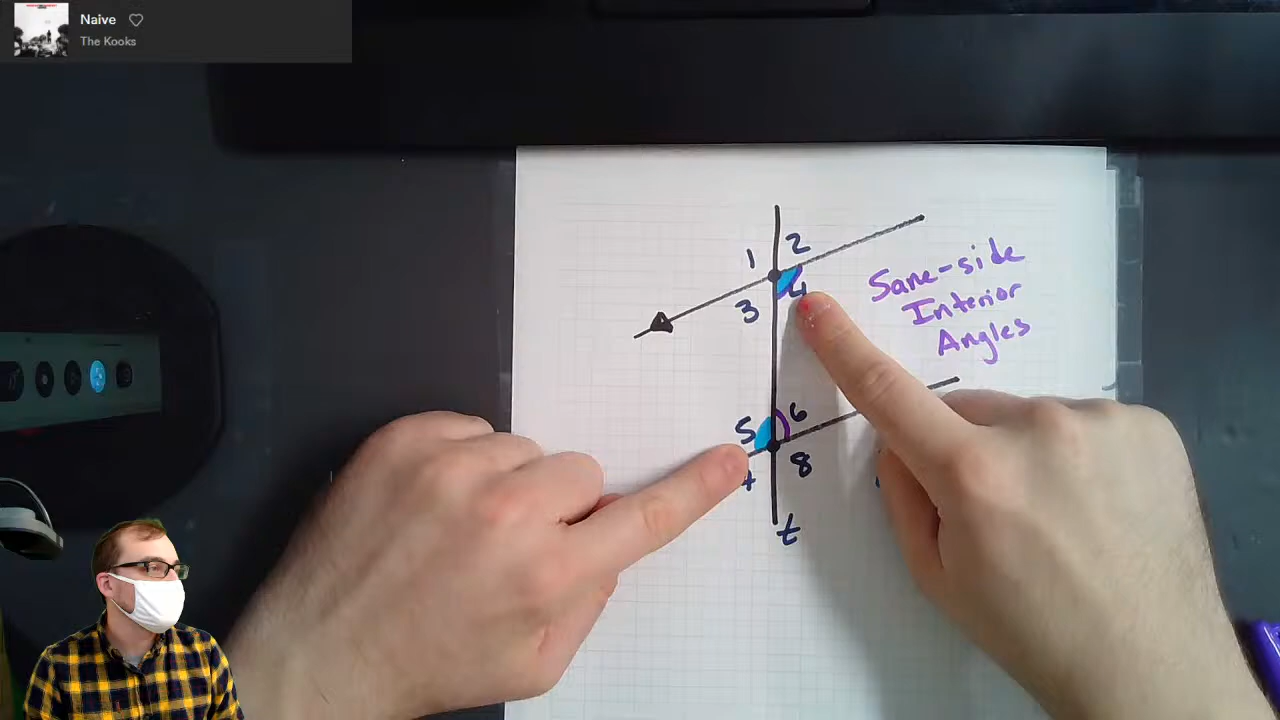 Naive
The Kooks
1 2
3 4
Same-side
Interior
Angles
5 6
8
t